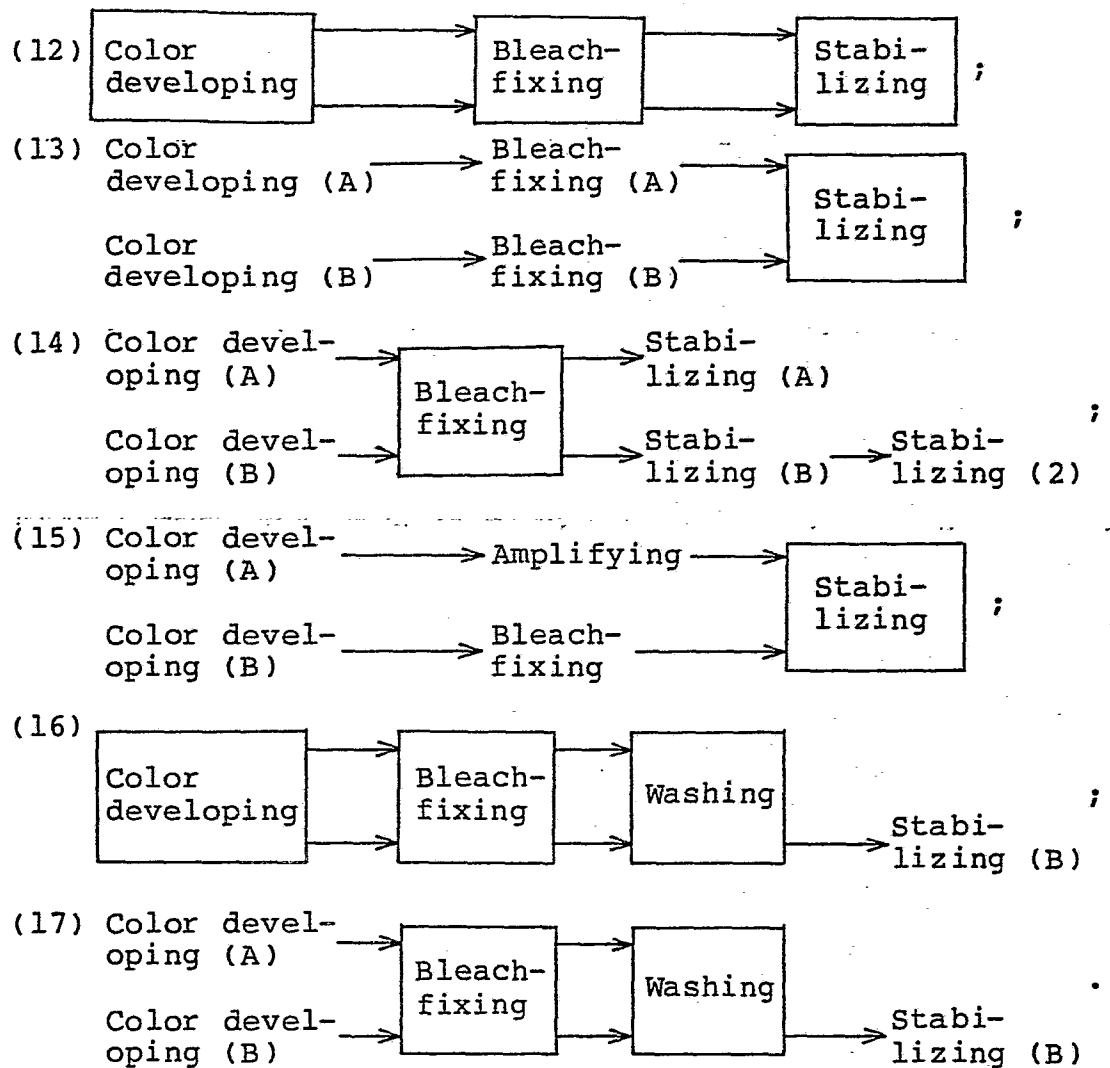 (12) Color Bleach- Stabi-
developing fixing lizing ;
(13) Color Bleach-
developing (A) fixing (A) Stabi-
lizing ;
Color Bleach-
developing (B) fixing (B)
(14) Color devel- Stabi-
oping (A) Bleach- lizing (A)
fixing ;
Color devel- Stabi- Stabi-
oping (B) lizing (B) lizing (2)
(15) Color devel- Amplifying
oping (A) Stabi-
lizing ;
Color devel- Bleach-
oping (B) fixing
(16)
Color Bleach- Washing ;
developing fixing Stabi-
lizing (B)
(17) Color devel-
oping (A) Bleach- Washing .
fixing
Color devel- Stabi-
oping (B) lizing (B)